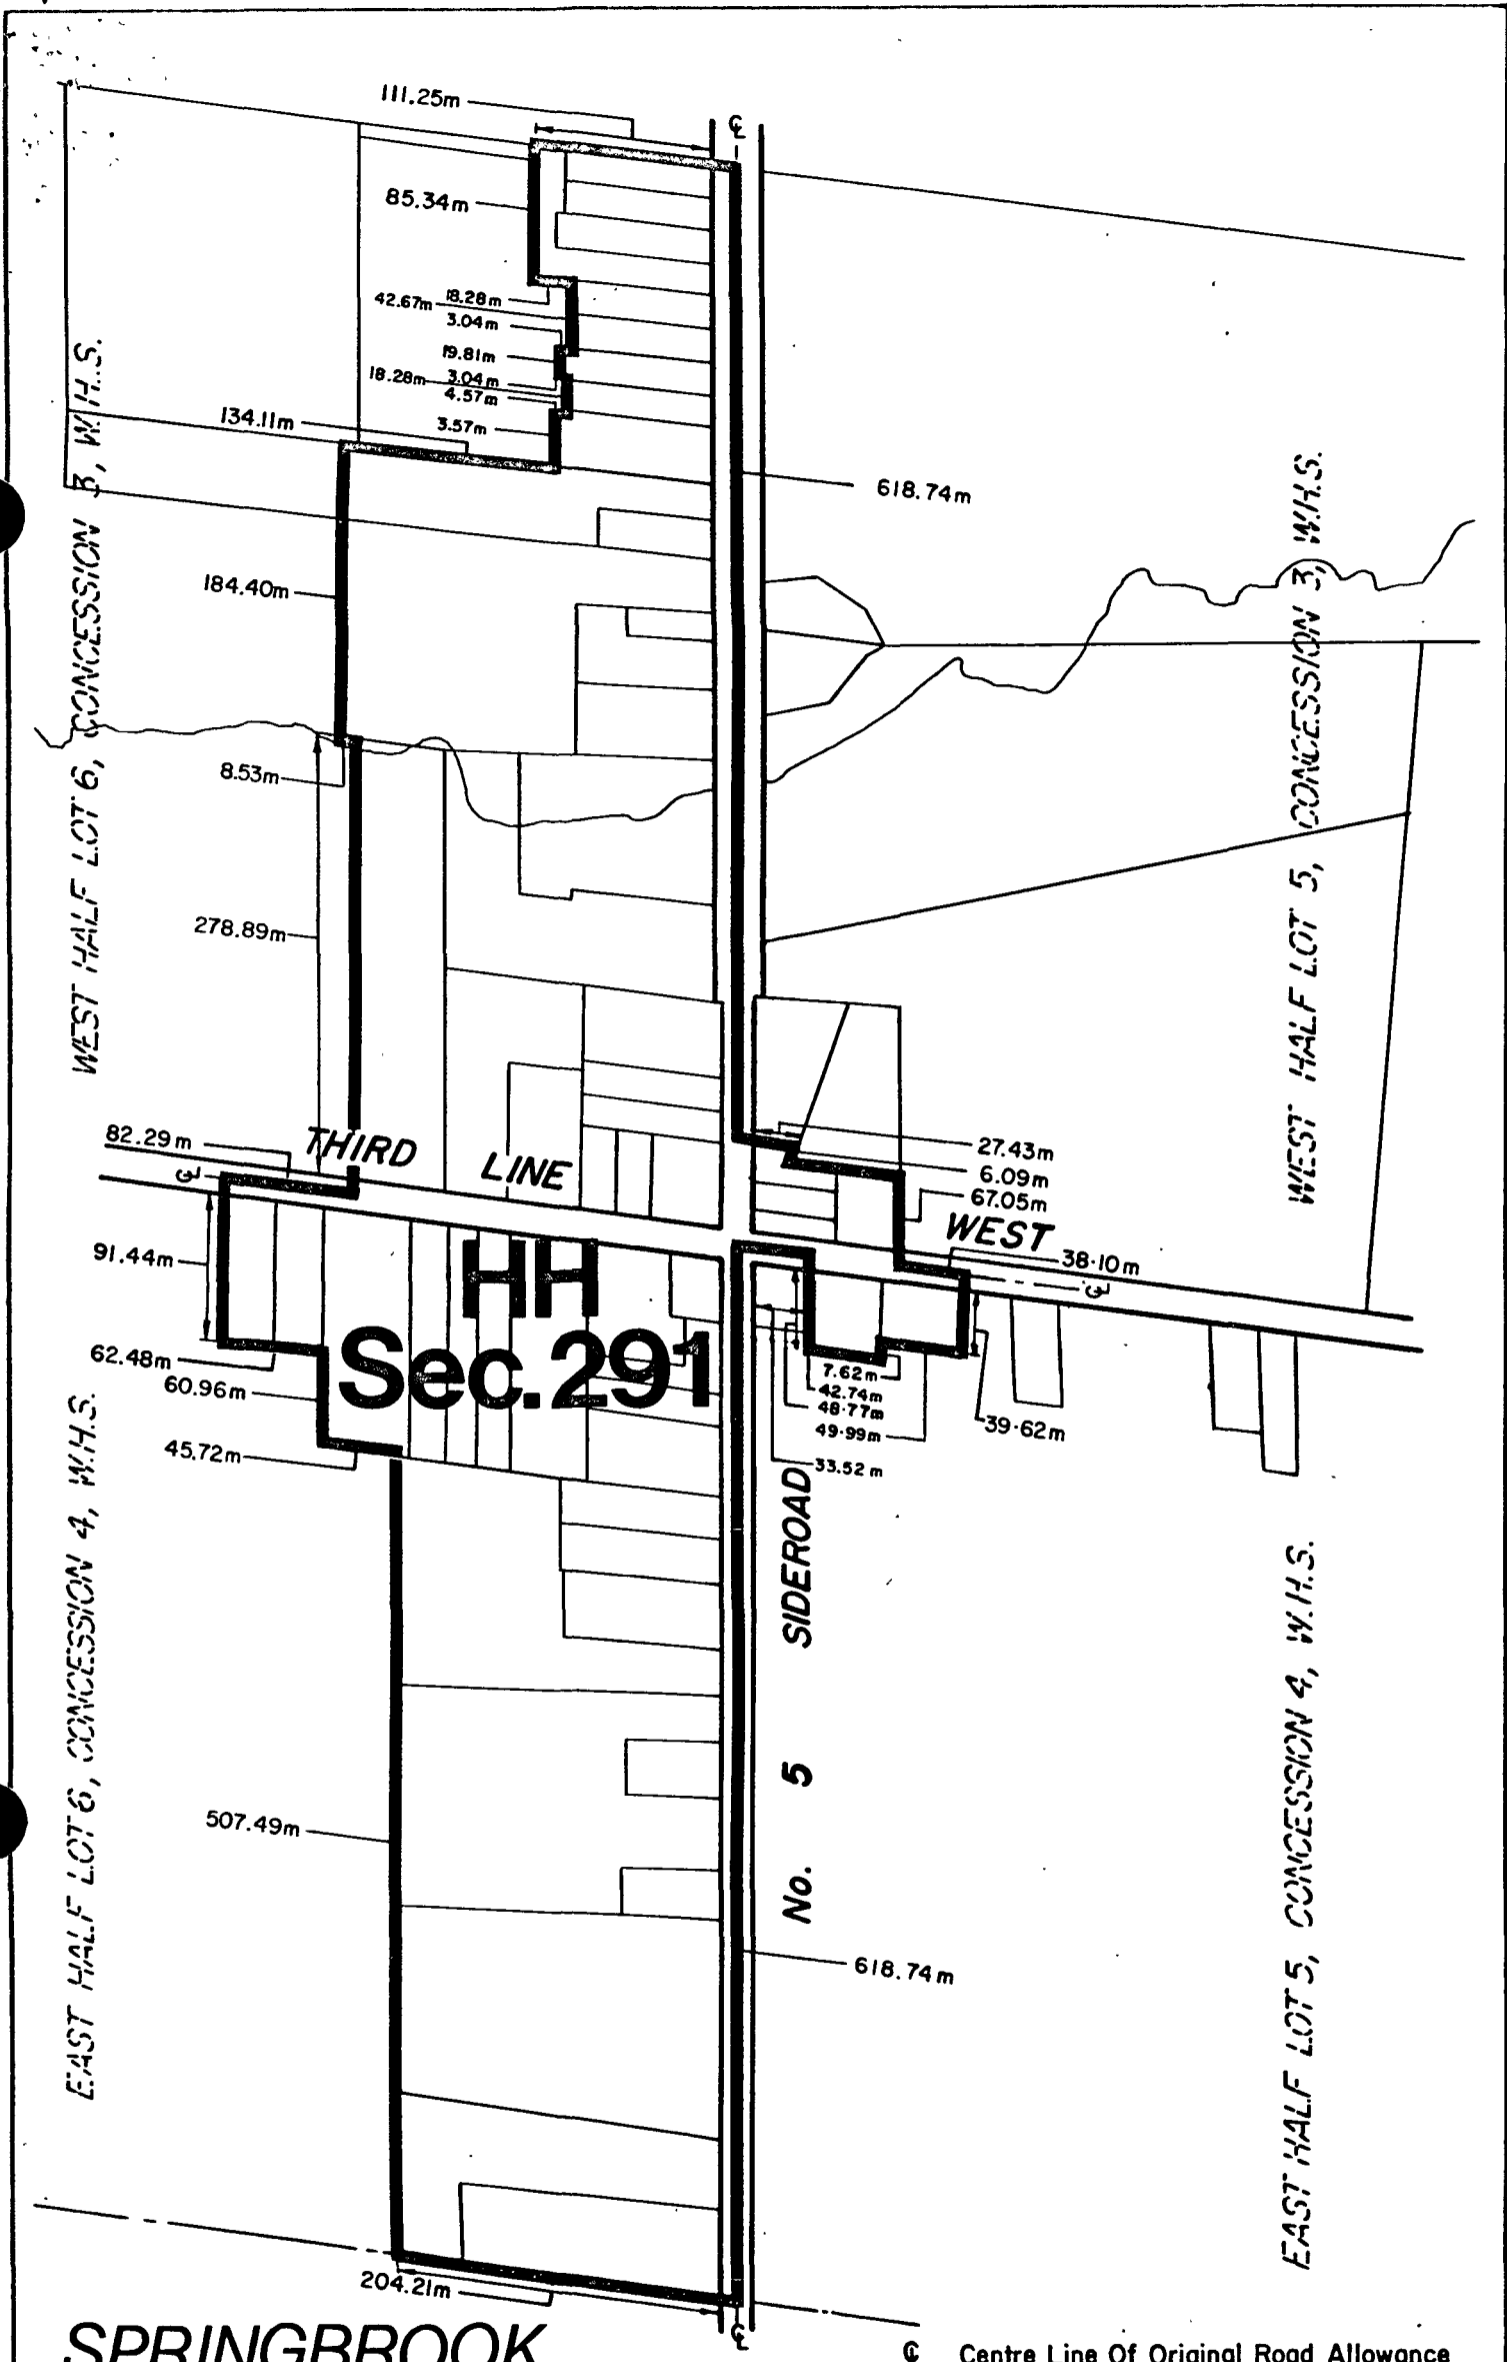 111.25m
℄
85.34m
18.28m
42.67m
3.04m
19.81m
18.28m
3.04m
4.57m
3.57m
134.11m
618.74m
184.40m
8.53m
278.89m
WEST HALF LOT 6, CONCESSION 3, W.H.S.
WEST HALF LOT 5, CONCESSION 3, W.H.S.
82.29m
THIRD LINE WEST
℄
27.43m
6.09m
67.05m
38.10m
℄
91.44m
HH
Sec.291
62.48m
60.96m
45.72m
7.62m
42.74m
48.77m
49.99m
33.52m
39.62m
No. 5 SIDEROAD
507.49m
618.74m
EAST HALF LOT 6, CONCESSION 4, W.H.S.
EAST HALF LOT 5, CONCESSION 4, W.H.S.
204.21m
℄
SPRINGBROOK
℄ Centre Line Of Original Road Allowance